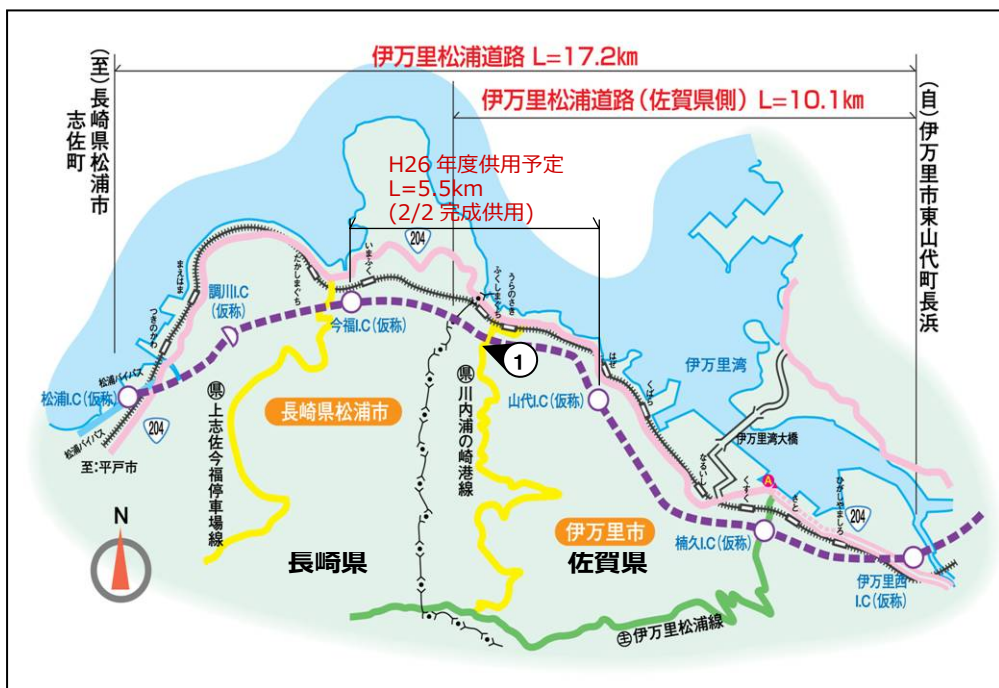 伊万里松浦道路 L=17.2㎞
伊万里松浦道路(佐賀県側) L=10.1㎞
(至)長崎県松浦市
志佐町
(自)伊万里市東山代町長浜
H26 年度供用予定
L=5.5km
(2/2 完成供用)
204
いまふく
たかしまぐち
まえはま
つきのかわ
調川I.C
(仮称)
今福I.C(仮称)
ふくしまぐち
うらのさき
1
松浦バイパス
松浦I.C(仮称)
松浦バイパス
204
至:平戸市
県 上志佐今福停車場線
長崎県松浦市
県 川内浦の崎港線
山代I.C(仮称)
はぜ
くばら
伊万里湾
伊万里湾大橋
なるいし
くすく
A
さと
ひがしやましろ
204
楠久I.C(仮称)
伊万里西
I.C(仮称)
伊万里市
長崎県
佐賀県
主 伊万里松浦線
N